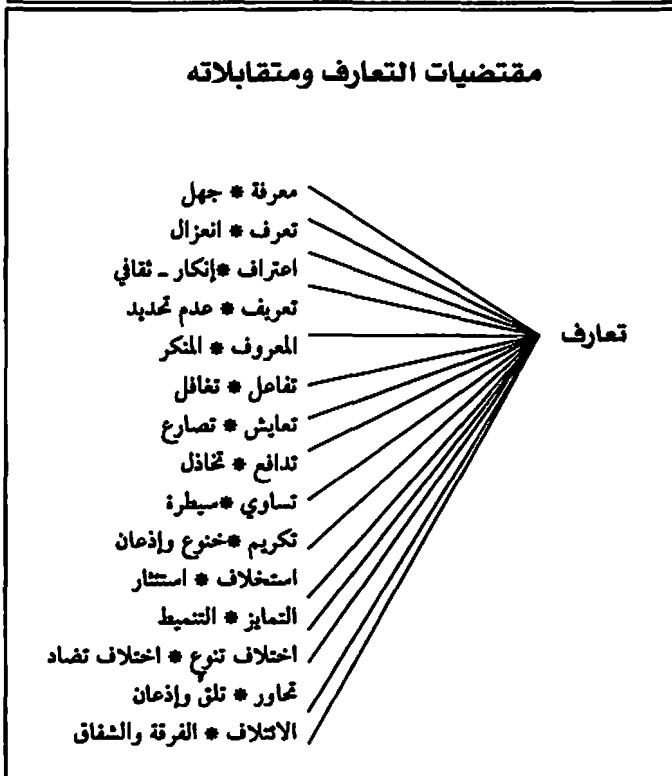 مقتضيات التعارف ومتقابلاته
معرفة * جهل
تعرف * انعزال
اعتراف * إنكار - ثقافي
تعريف * عدم تحديد
المعروف * المنكر
تعارف
تفاعل * تغافل
تعايش * تصارع
تدافع * تخاذل
تساوي * سيطرة
تكريم * خنوع وإذعان
استخلاف * استئثار
التمايز * التنميط
اختلاف تنوع * اختلاف تضاد
تحاور * تلقٍ وإذعان
الائتلاف * الفرقة والشقاق